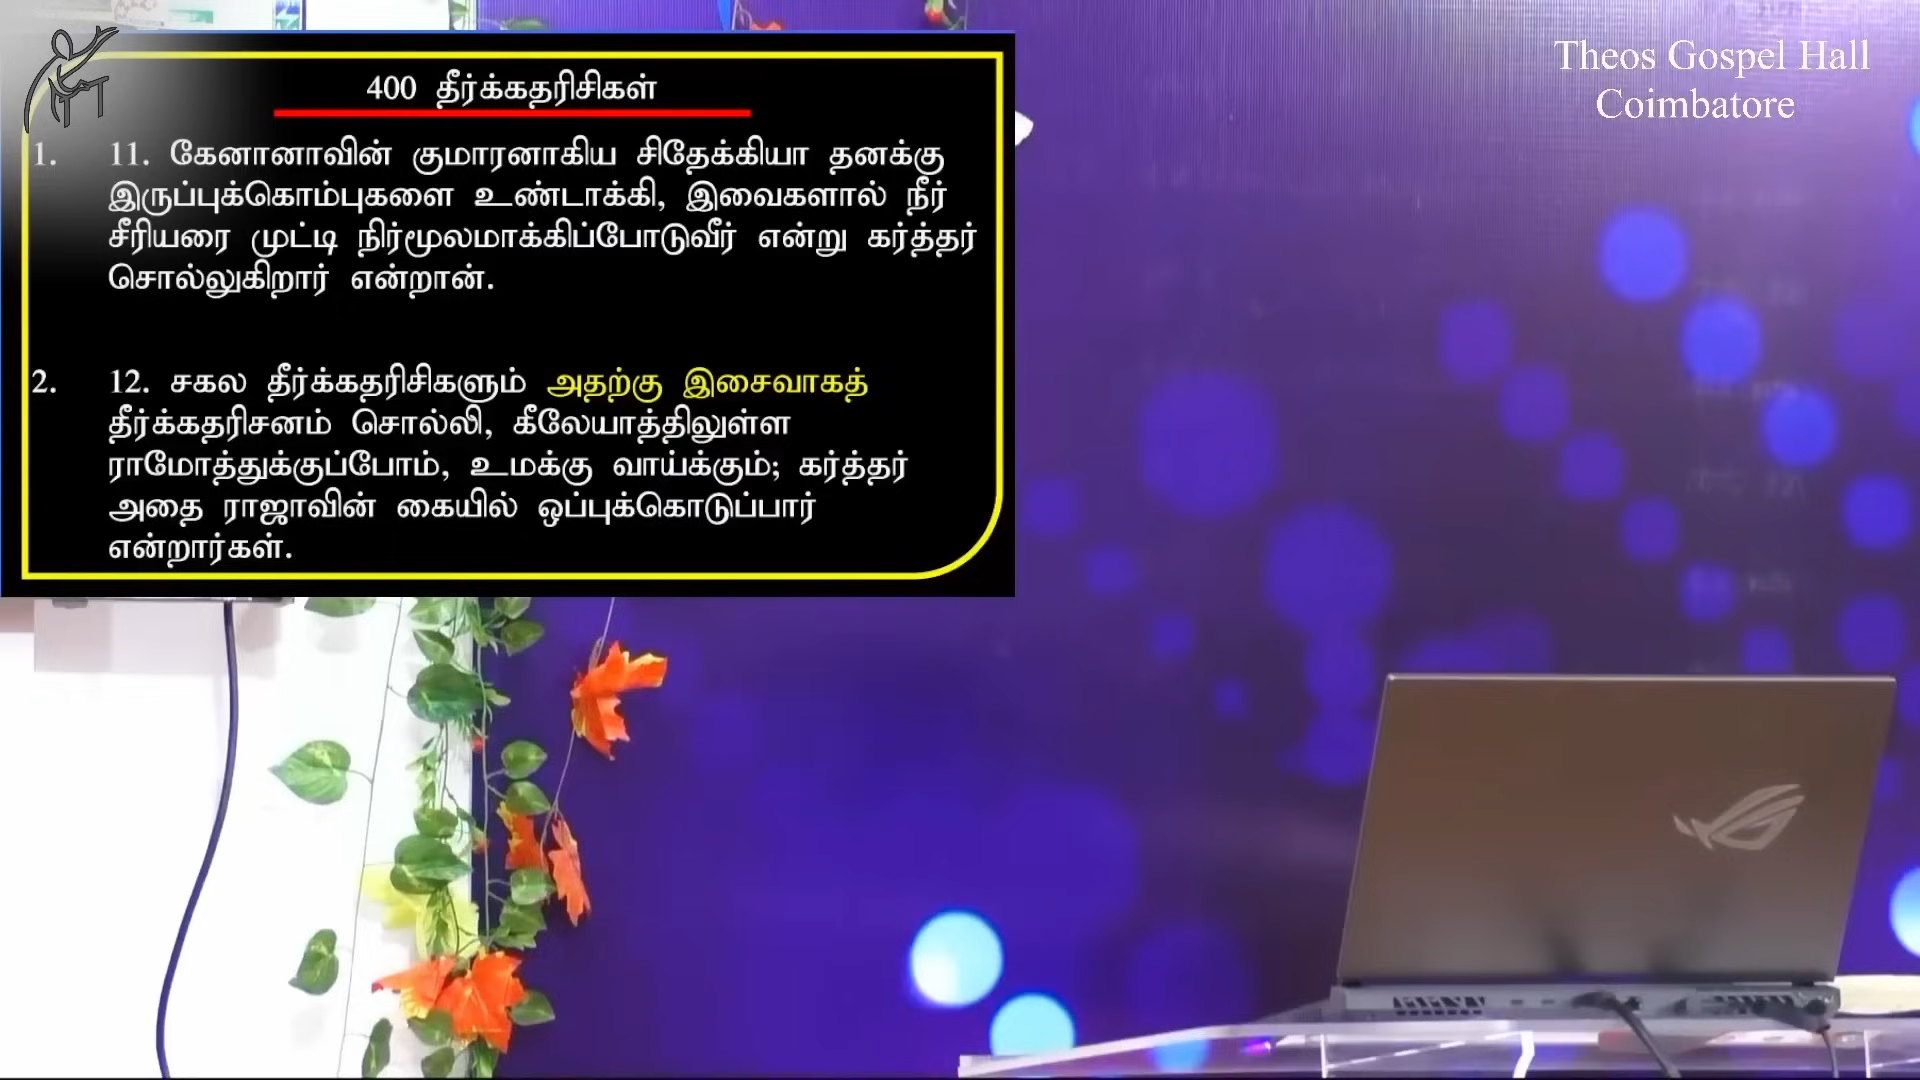 400 தீர்க்கதரிசிகள்
1. 11. கேனானாவின் குமாரனாகிய சிதேக்கியா தனக்கு
இருப்புக்கொம்புகளை உண்டாக்கி, இவைகளால் நீர்
சீரியரை முட்டி நிர்மூலமாக்கிப்போடுவீர் என்று கர்த்தர்
சொல்லுகிறார் என்றான்.
2. 12. சகல தீர்க்கதரிசிகளும் அதற்கு இசைவாகத்
தீர்க்கதரிசனம் சொல்லி, கீலேயாத்திலுள்ள
ராமோத்துக்குப்போம், உமக்கு வாய்க்கும்; கர்த்தர்
அதை ராஜாவின் கையில் ஒப்புக்கொடுப்பார்
என்றார்கள்.
Theos Gospel Hall
Coimbatore